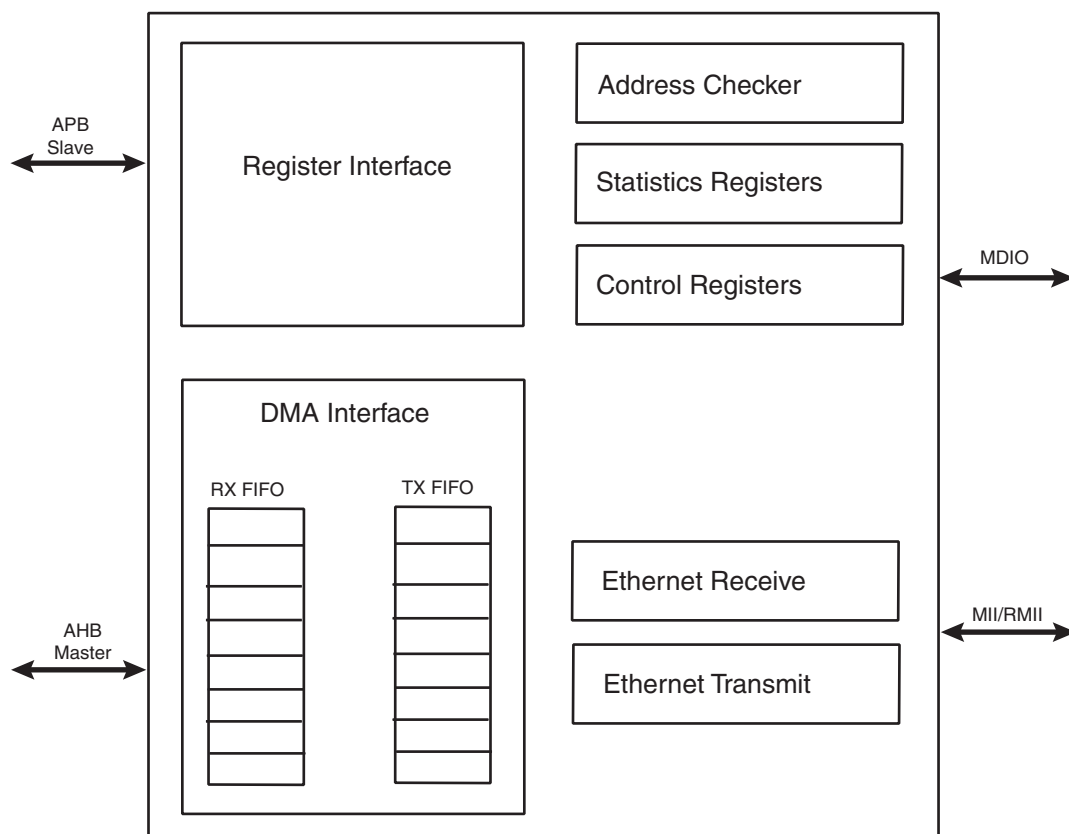 APB
Slave
Register Interface
Address Checker
Statistics Registers
Control Registers
MDIO
DMA Interface
RX FIFO
TX FIFO
AHB
Master
Ethernet Receive
Ethernet Transmit
MII/RMII